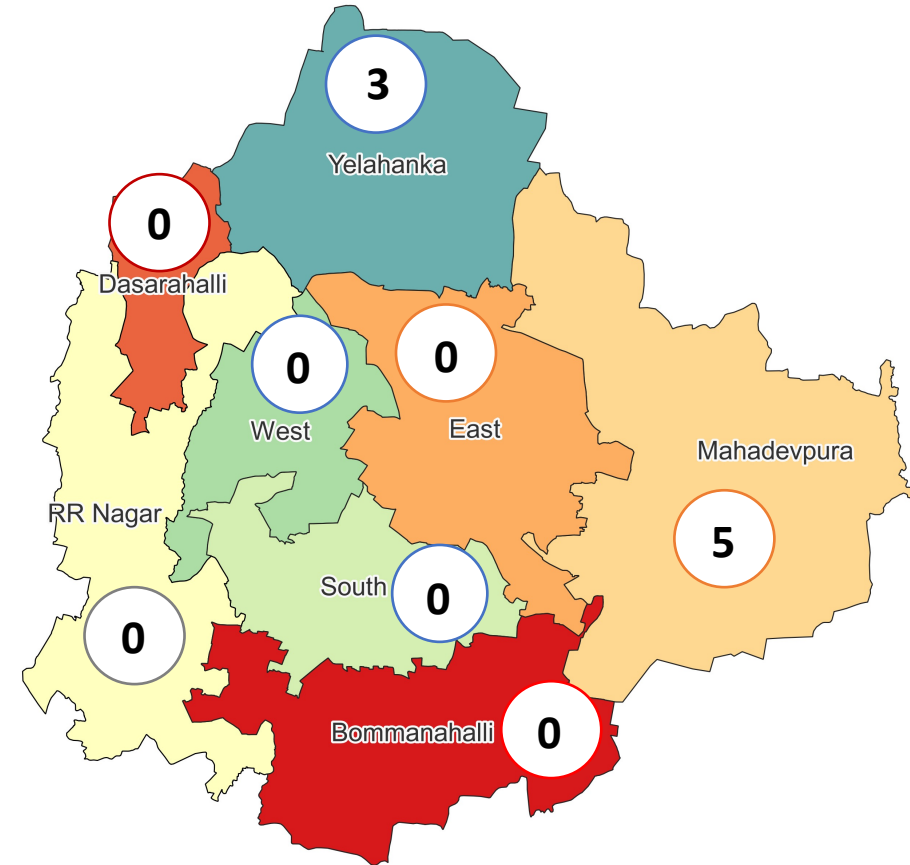 3
Yelahanka
0
Dasarahalli
0
West
0
East
Mahadevpura
5
RR Nagar
0
South
0
Bommanahalli
0